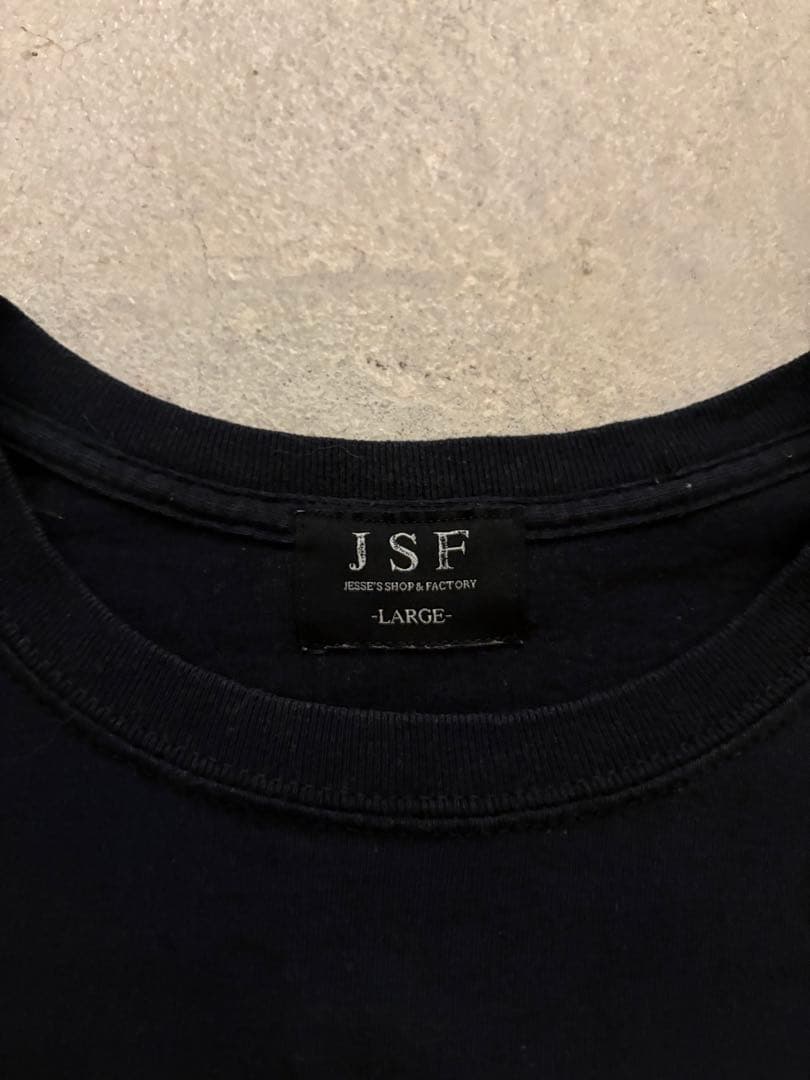 JSF
JESSE'S SHOP & FACTORY
-LARGE-